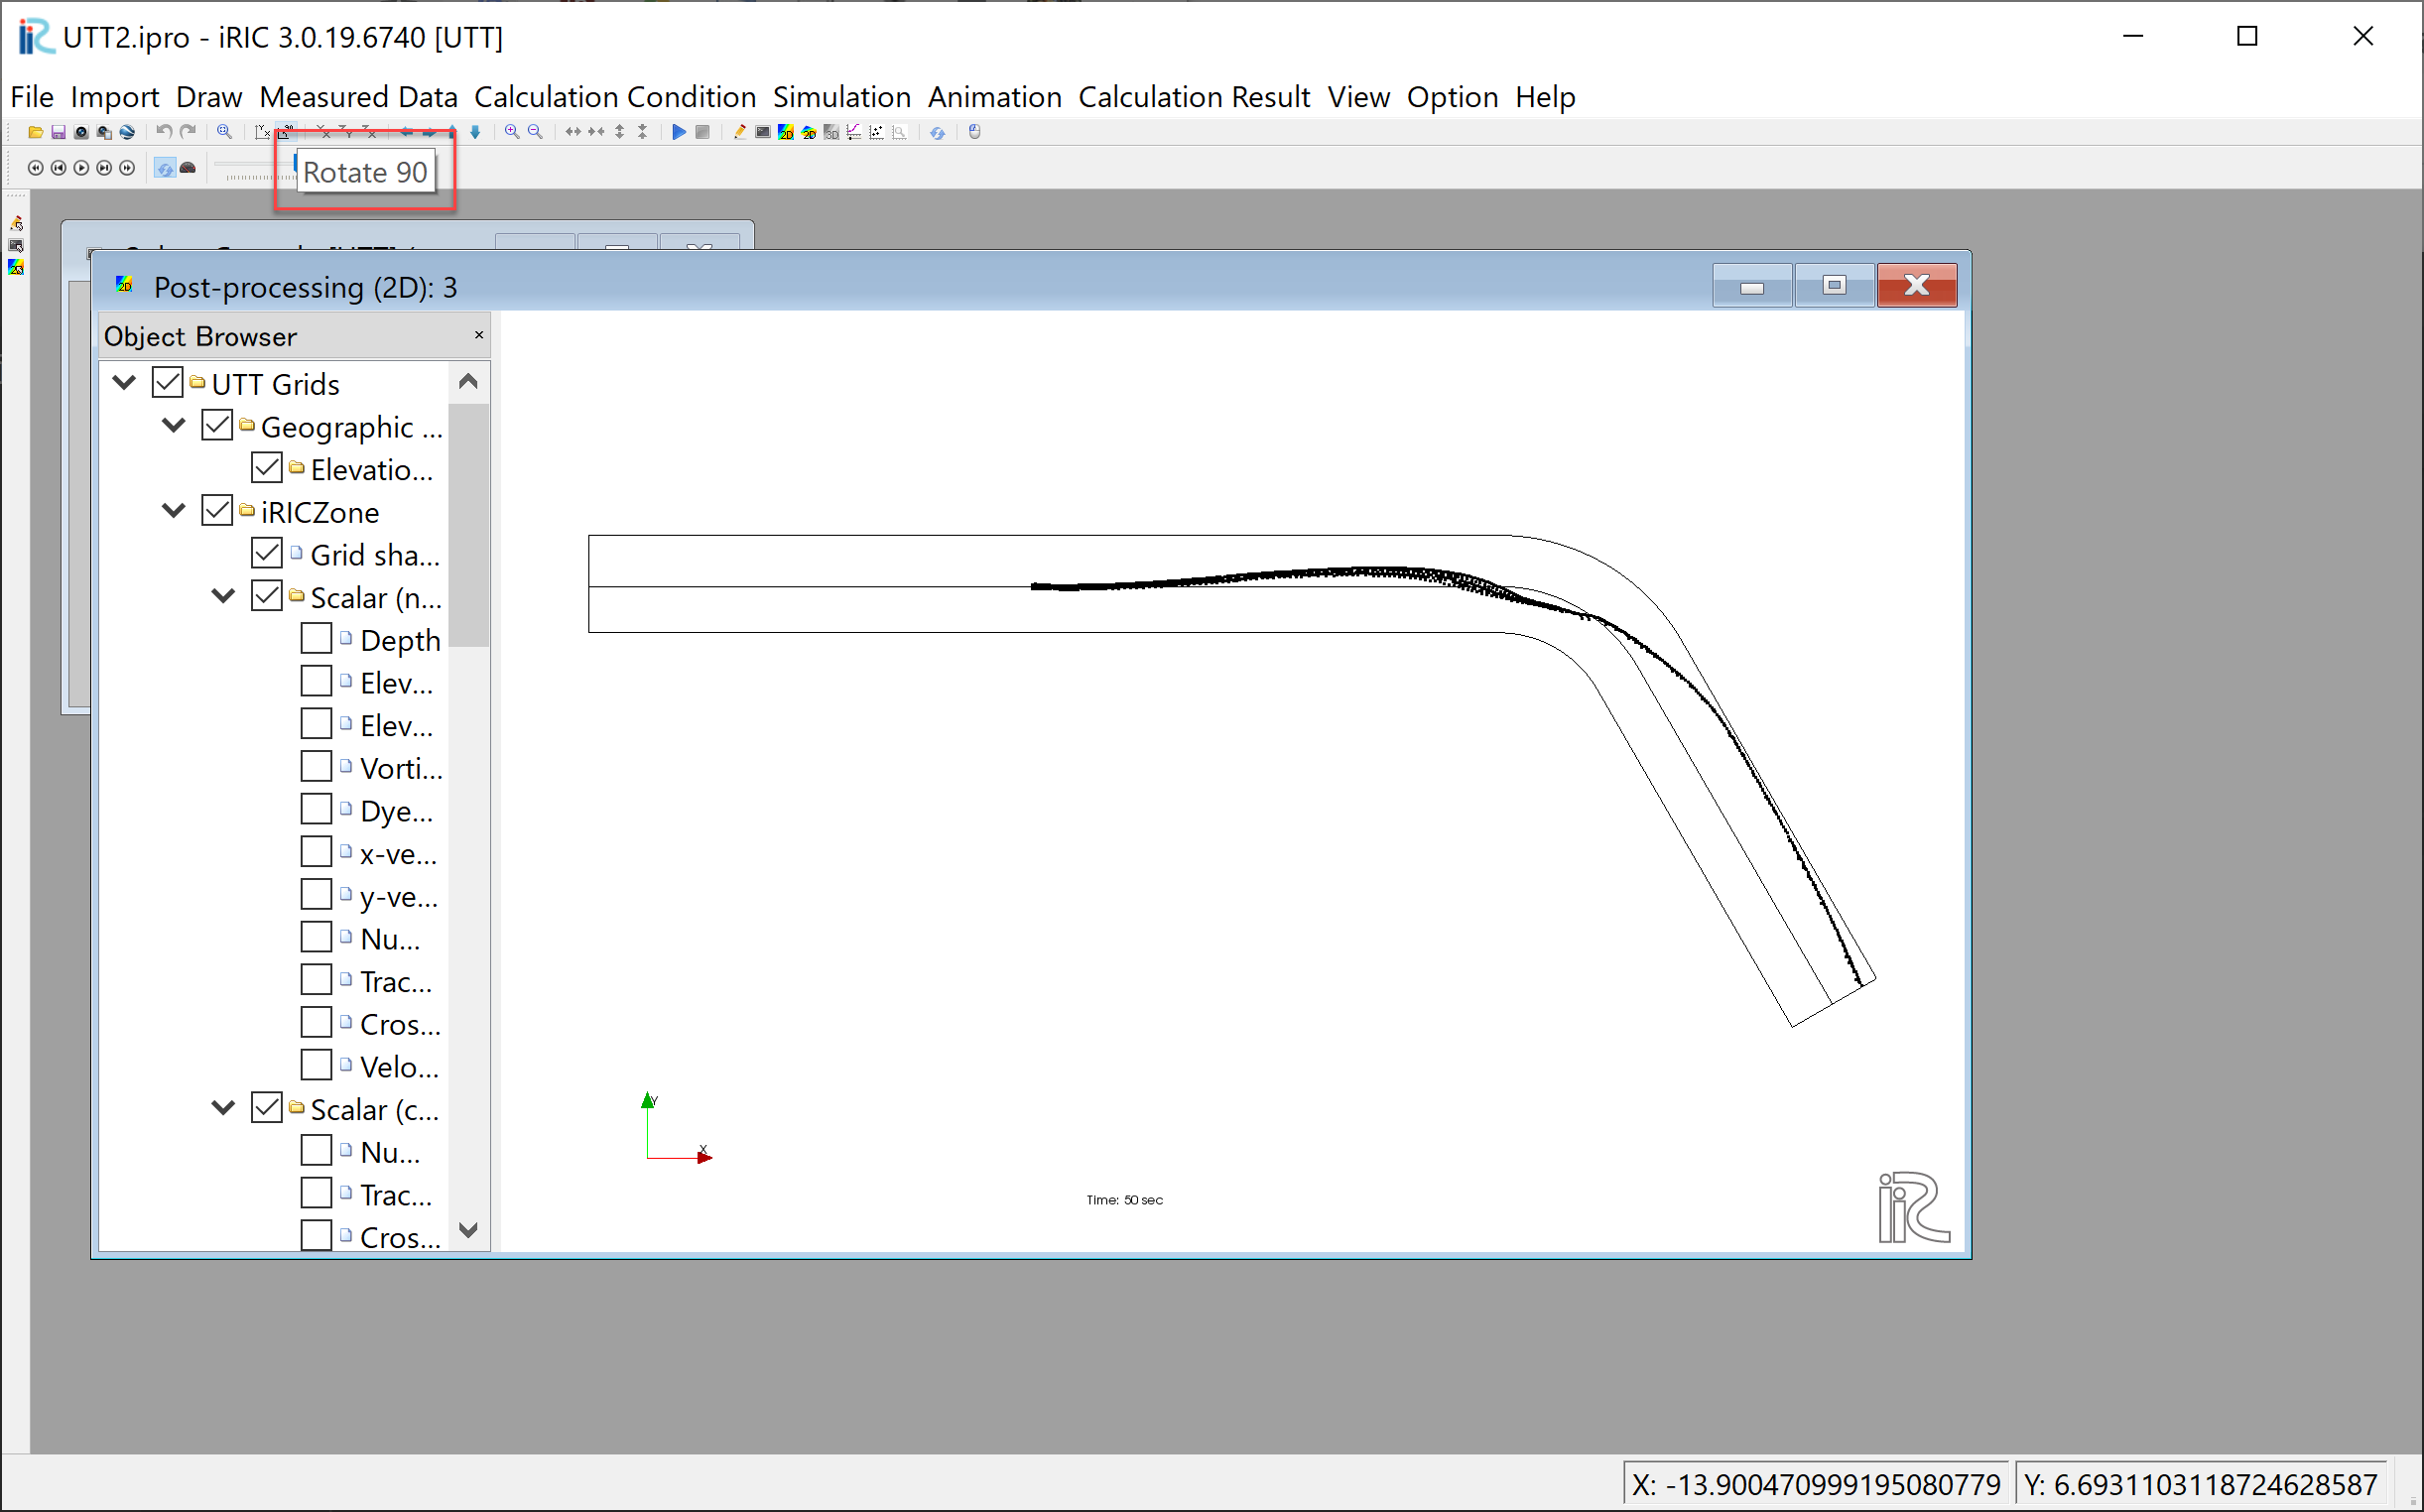 UTT2.ipro - iRIC 3.0.19.6740 [UTT]
File Import Draw Measured Data Calculation Condition Simulation Animation Calculation Result View Option Help
Rotate 90
Post-processing (2D): 3
Object Browser
UTT Grids
Geographic ...
Elevatio...
iRICZone
Grid sha...
Scalar (n...
Depth
Elev...
Elev...
Vorti...
Dye...
x-ve...
y-ve...
Nu...
Trac...
Cros...
Velo...
Scalar (c...
Nu...
Trac...
Cros...
Y
X
Time: 50 sec
iRIC
X: -13.900470999195080779
Y: 6.6931103118724628587